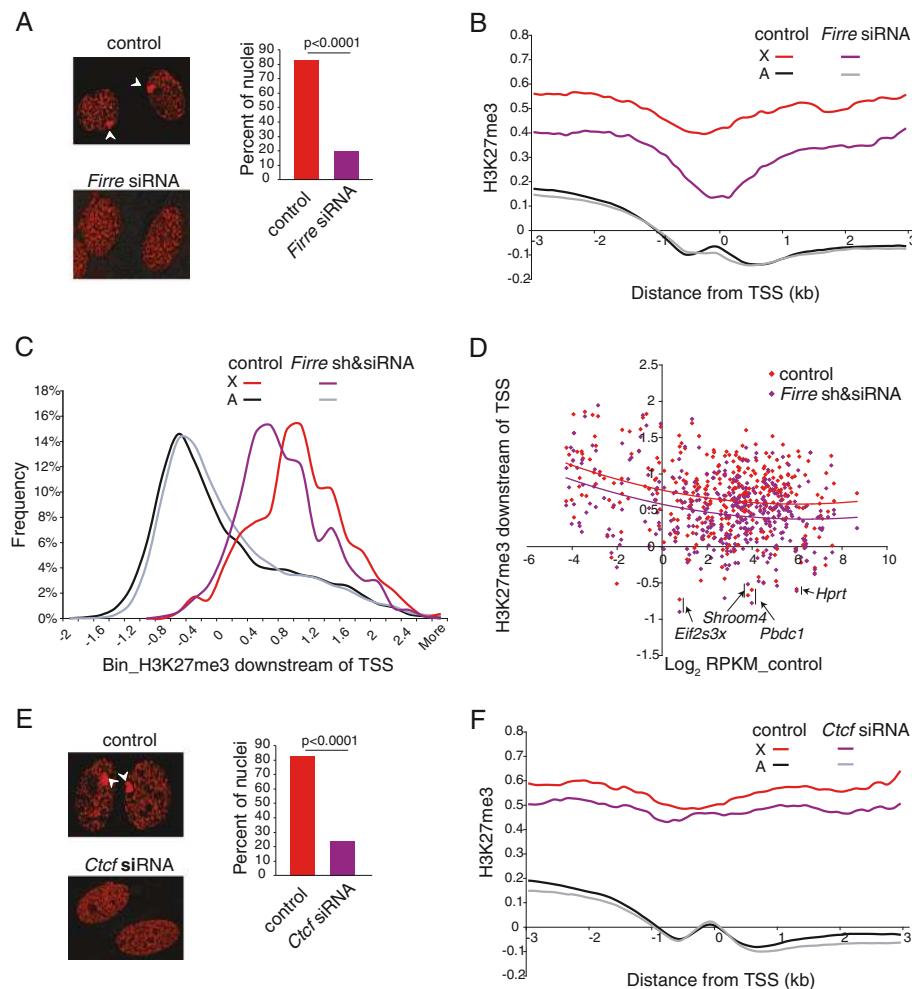 A
control
Firre siRNA
p<0.0001
Percent of nuclei
90
80
70
60
50
40
30
20
10
0
control
Firre siRNA
B
control Firre siRNA
X
A
H3K27me3
0.8
0.6
0.5
0.4
0.3
0.2
0.1
0
-0.1
-0.2
-3 -2 -1 0 1 2 3
Distance from TSS (kb)
C
control Firre sh&siRNA
X
A
Frequency
18%
16%
14%
12%
10%
8%
6%
4%
2%
0%
-2 -1.6 -1.2 -0.8 -0.4 0 0.4 0.8 1.2 1.6 2 2.4 More
Bin_H3K27me3 downstream of TSS
D
control
Firre sh&siRNA
H3K27me3 downstream of TSS
2.5
2
1.5
1
0.5
0
-0.5
-1
-1.5
-6 -4 -2 0 2 4 6 8 10
Hprt
Shroom4
Pbdc1
Eif2s3x
Log2 RPKM_control
E
control
Ctcf siRNA
p<0.0001
Percent of nuclei
90
80
70
60
50
40
30
20
10
0
control
Ctcf siRNA
F
control Ctcf siRNA
X
A
H3K27me3
0.8
0.7
0.6
0.5
0.4
0.3
0.2
0.1
0
-0.1
-0.2
-3 -2 -1 0 1 2 3
Distance from TSS (kb)